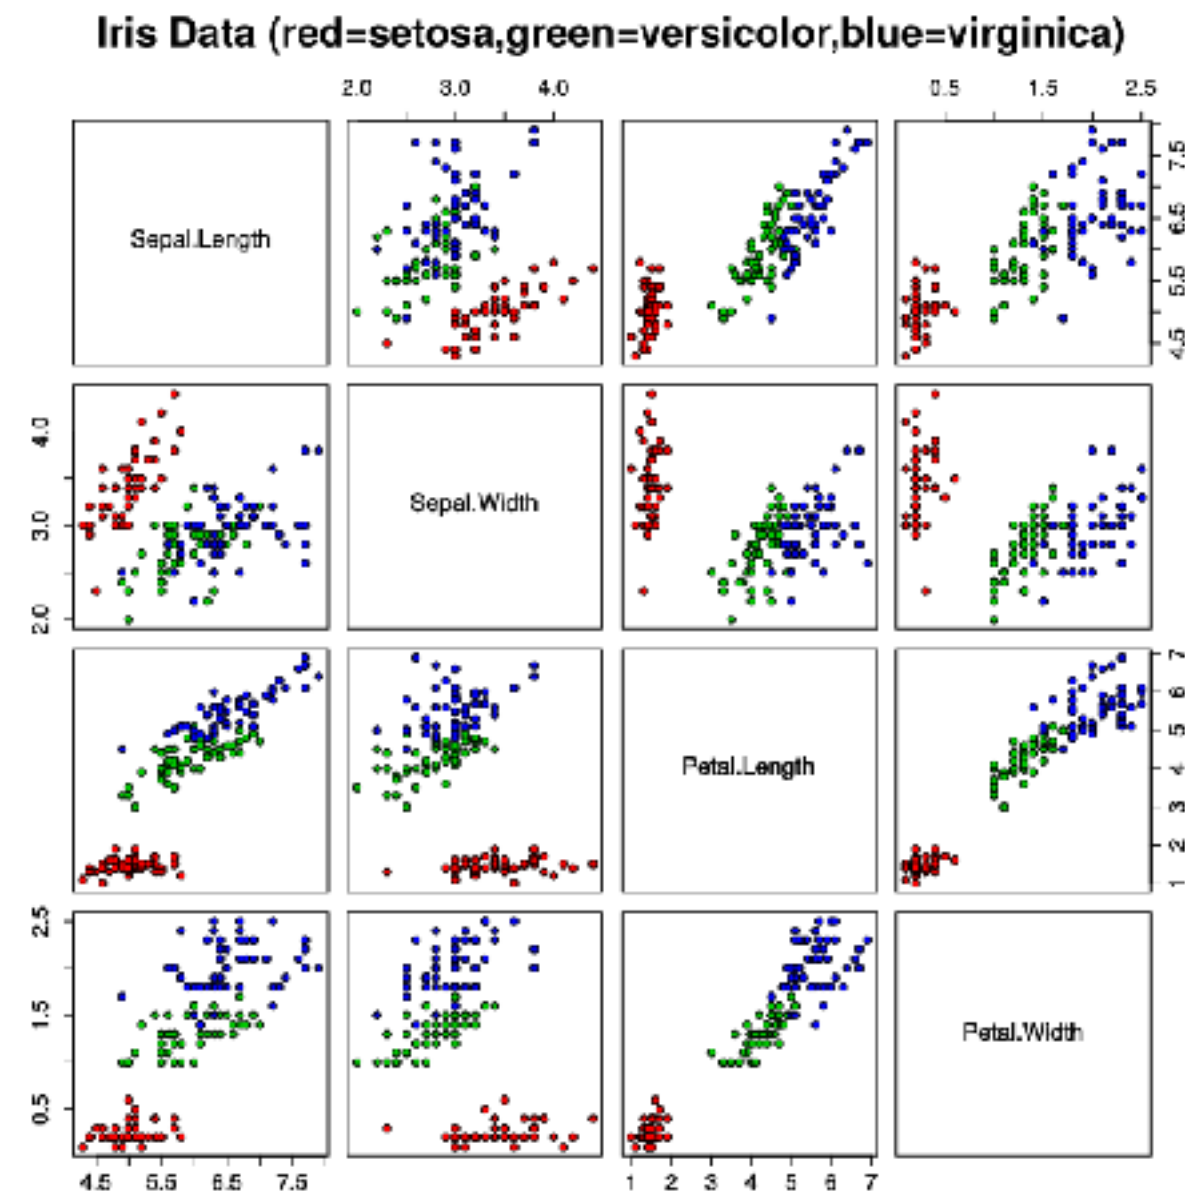 Iris Data (red=setosa,green=versicolor,blue=virginica)
2.0 3.0 4.0 0.5 1.5 2.5
Sepal.Length
4.5 5.5 6.5 7.5
2.0 3.0 4.0
Sepal.Width
Petal.Length
1 2 3 4 5 6 7
0.5 1.5 2.5
Petal.Width
4.5 5.5 6.5 7.5 1 2 3 4 5 6 7